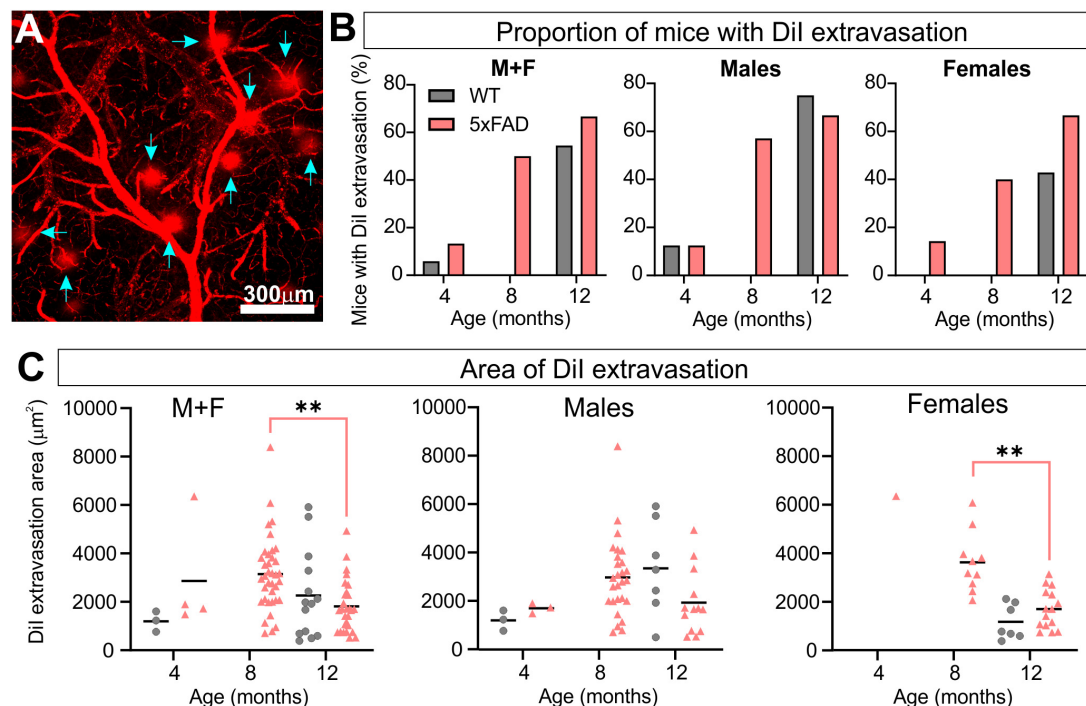 A
300μm
B
Proportion of mice with DiI extravasation
M+F
Males
Females
Mice with DiI extravasation (%)
80
60
40
20
0
WT
5xFAD
4
8
12
Age (months)
80
60
40
20
0
4
8
12
Age (months)
80
60
40
20
0
4
8
12
Age (months)
C
Area of DiI extravasation
DiI extravasation area (μm²)
M+F
**
10000
8000
6000
4000
2000
0
4
8
12
Age (months)
Males
10000
8000
6000
4000
2000
0
4
8
12
Age (months)
Females
**
10000
8000
6000
4000
2000
0
4
8
12
Age (months)